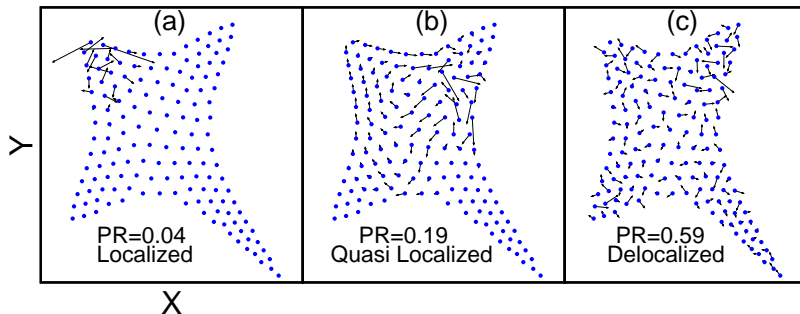 (a)
(b)
(c)
Y
PR=0.04
Localized
PR=0.19
Quasi Localized
PR=0.59
Delocalized
X